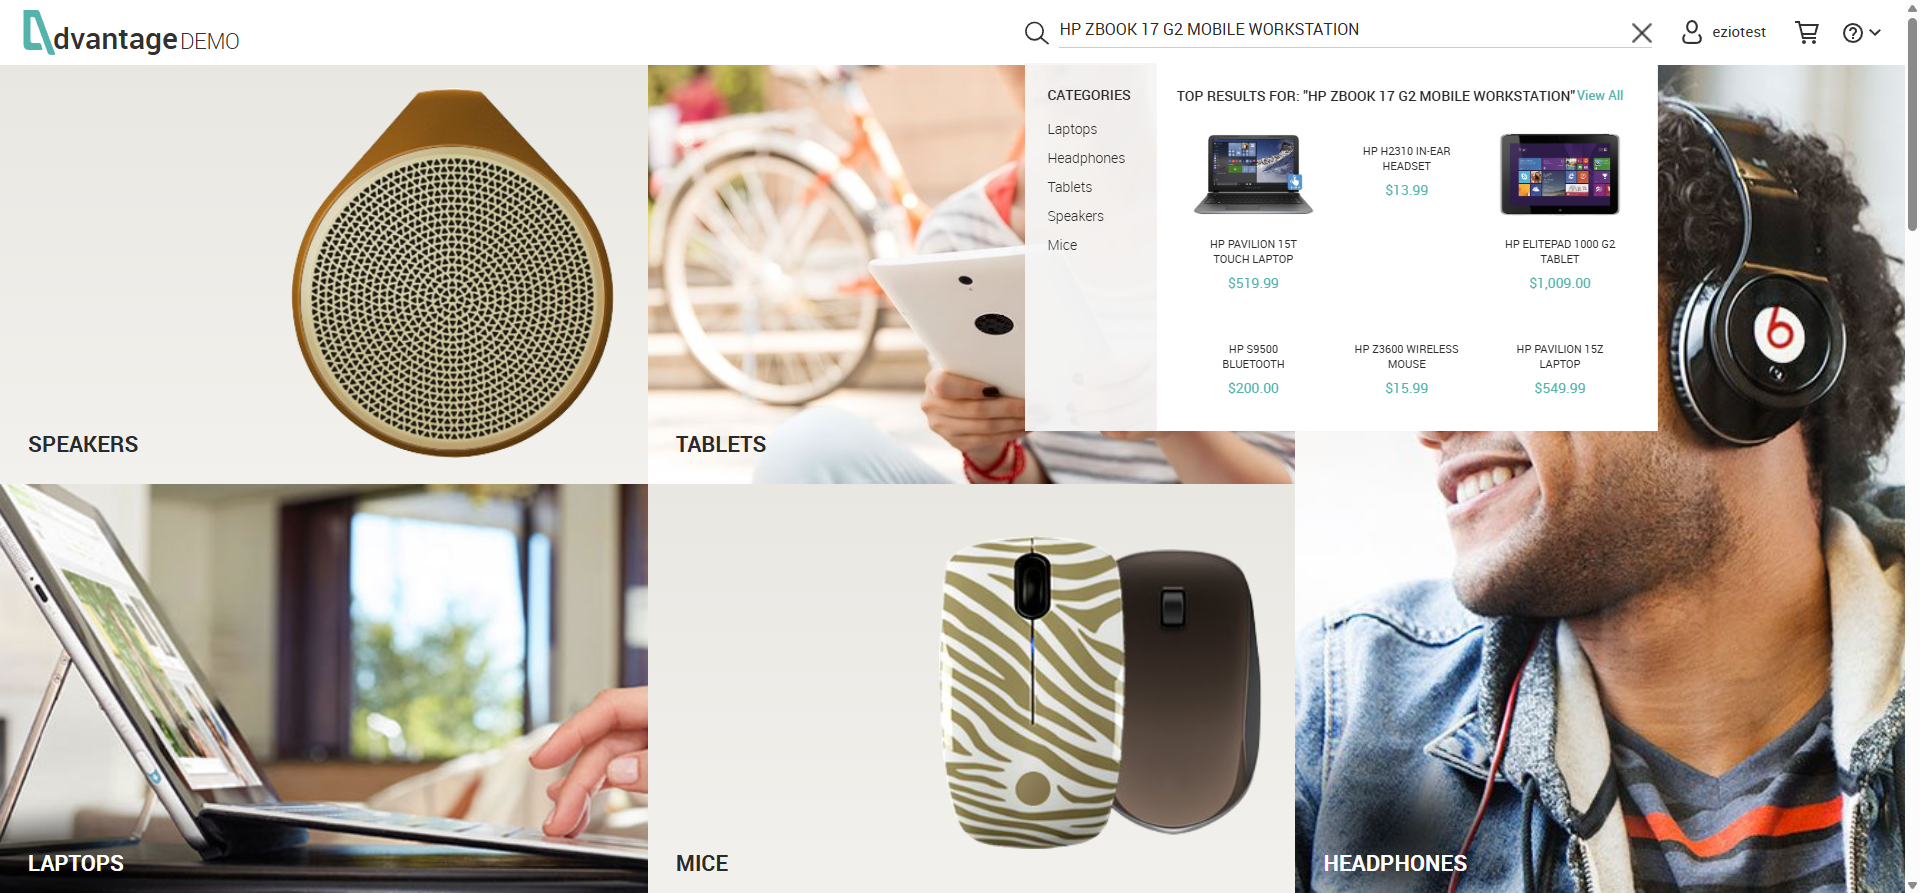 dvantage DEMO
HP ZBOOK 17 G2 MOBILE WORKSTATION
eziotest
CATEGORIES
Laptops
Headphones
Tablets
Speakers
Mice
TOP RESULTS FOR: "HP ZBOOK 17 G2 MOBILE WORKSTATION"
View All
HP PAVILION 15T
TOUCH LAPTOP
$519.99
HP H2310 IN-EAR
HEADSET
$13.99
HP ELITEPAD 1000 G2
TABLET
$1,009.00
HP S9500
BLUETOOTH
$200.00
HP Z3600 WIRELESS
MOUSE
$15.99
HP PAVILION 15Z
LAPTOP
$549.99
SPEAKERS
TABLETS
LAPTOPS
MICE
HEADPHONES